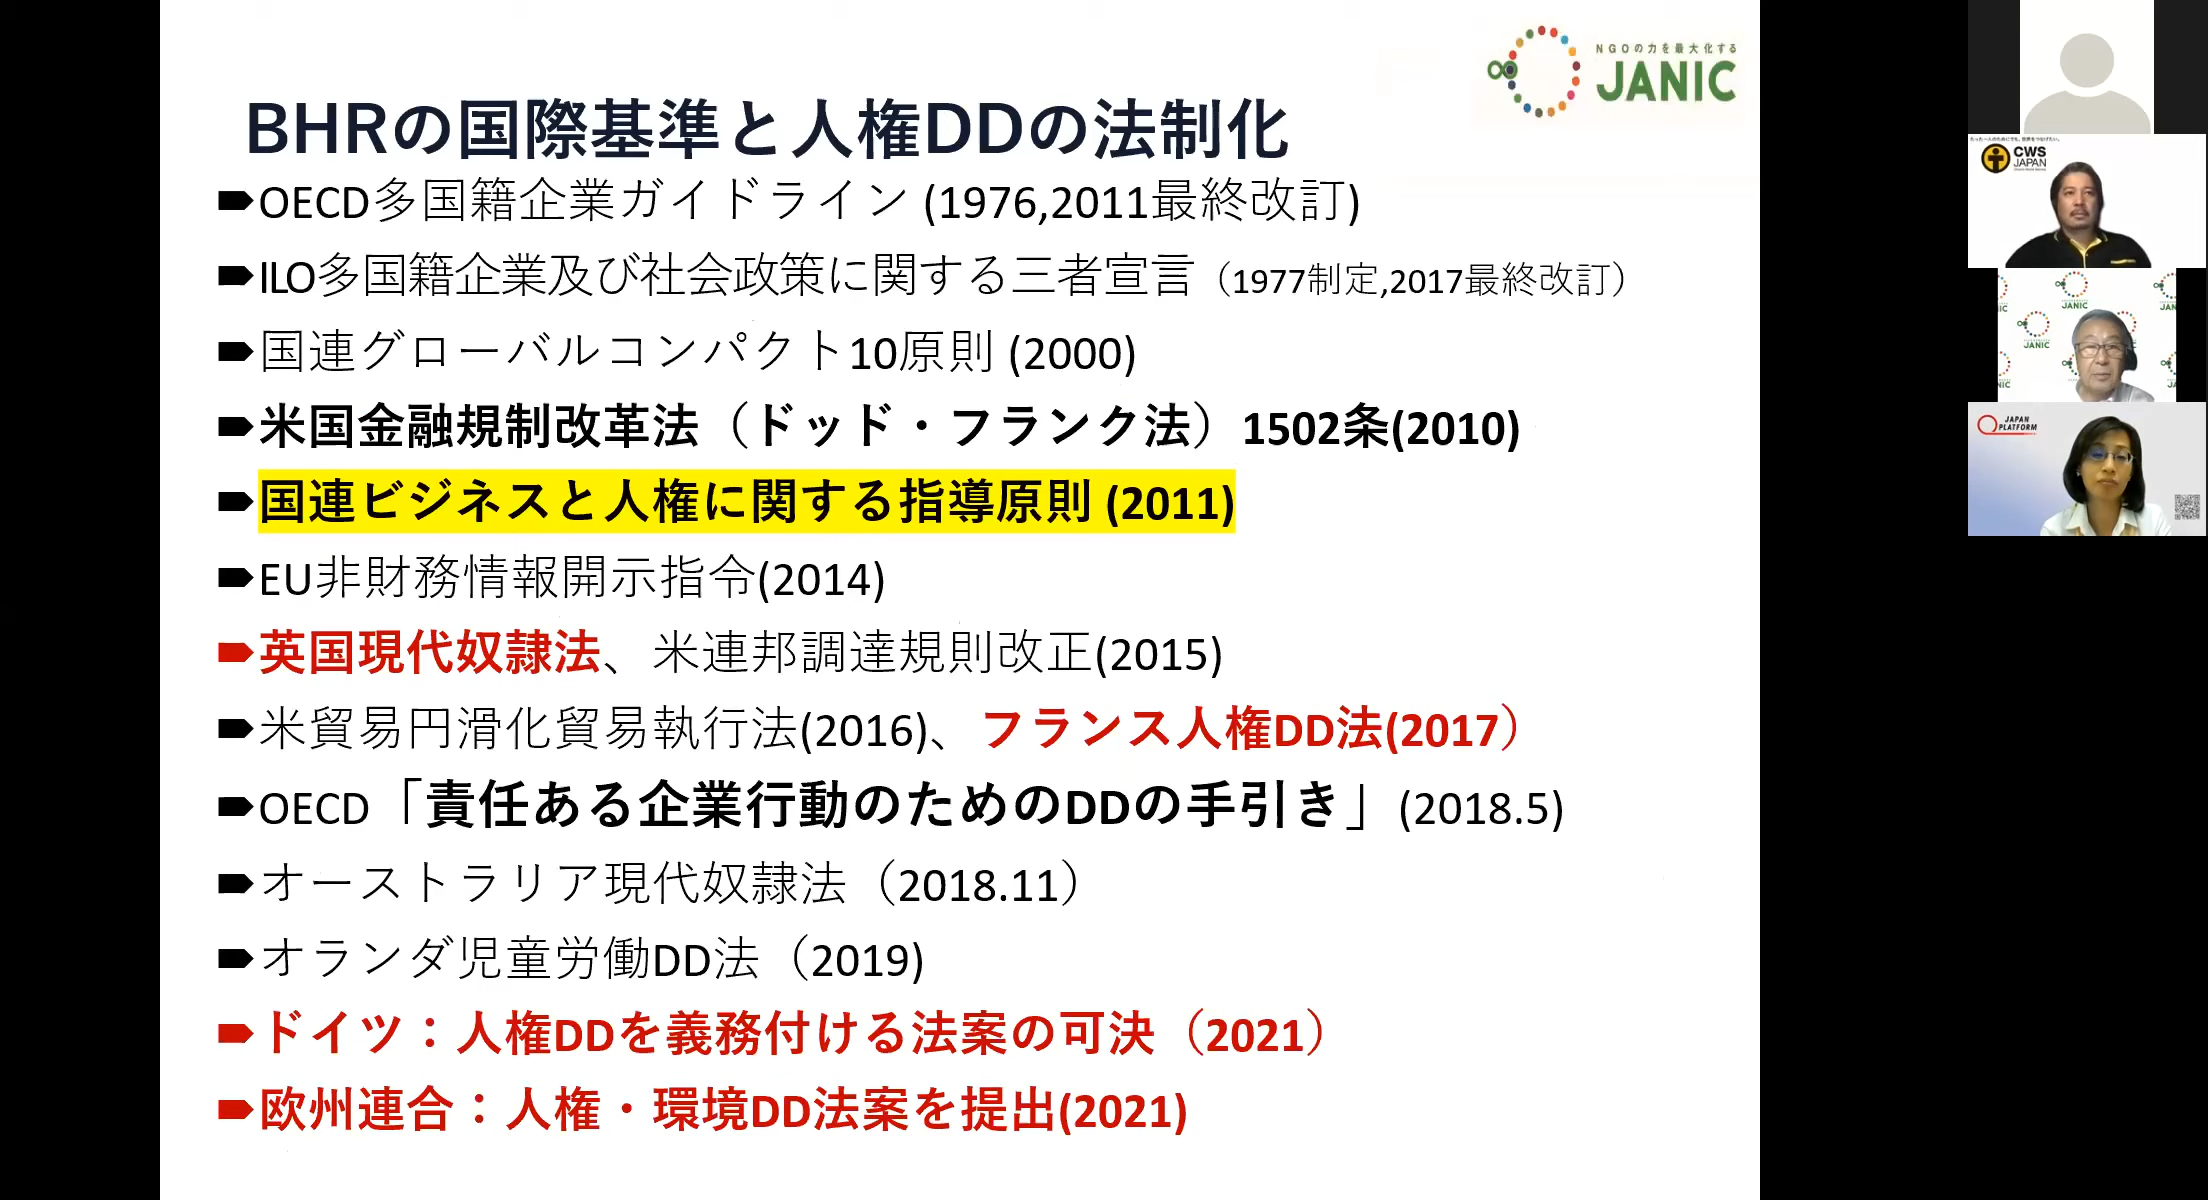 NGOの力を最大化する
JANIC
BHRの国際基準と人権DDの法制化
OECD多国籍企業ガイドライン (1976,2011最終改訂)
ILO多国籍企業及び社会政策に関する三者宣言（1977制定,2017最終改訂）
国連グローバルコンパクト10原則 (2000)
米国金融規制改革法（ドッド・フランク法）1502条(2010)
国連ビジネスと人権に関する指導原則 (2011)
EU非財務情報開示指令(2014)
英国現代奴隷法、米連邦調達規則改正(2015)
米貿易円滑化貿易執行法(2016)、フランス人権DD法(2017）
OECD「責任ある企業行動のためのDDの手引き」(2018.5)
オーストラリア現代奴隷法（2018.11）
オランダ児童労働DD法（2019)
ドイツ：人権DDを義務付ける法案の可決（2021）
欧州連合：人権・環境DD法案を提出(2021)
CWS
JAPAN
JANIC
JANIC
JAPAN
PLATFORM